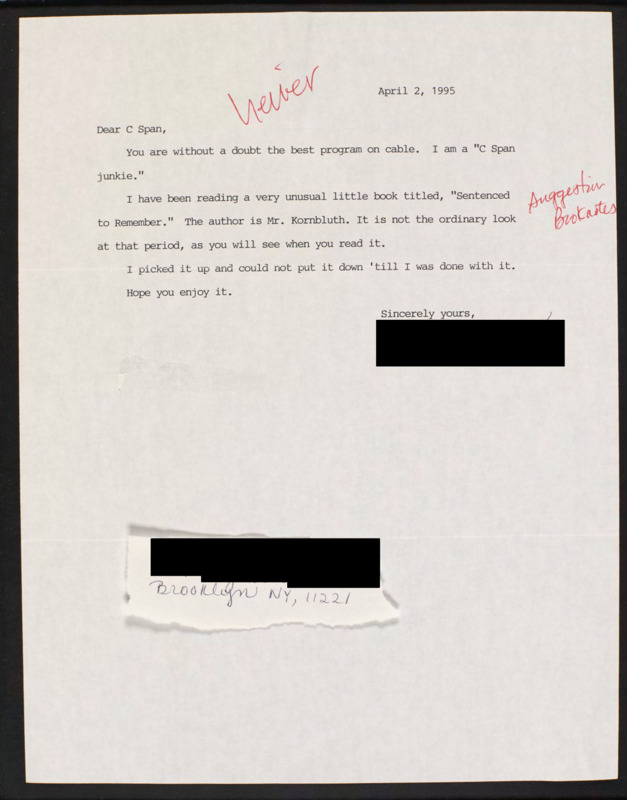 Viewer
April 2, 1995
Dear C Span,
You are without a doubt the best program on cable. I am a "C Span
junkie."
I have been reading a very unusual little book titled, "Sentenced
to Remember." The author is Mr. Kornbluth. It is not the ordinary look
at that period, as you will see when you read it.
I picked it up and could not put it down 'till I was done with it.
Hope you enjoy it.
Suggestion
Booknotes
Sincerely yours,
Brooklyn NY, 11221